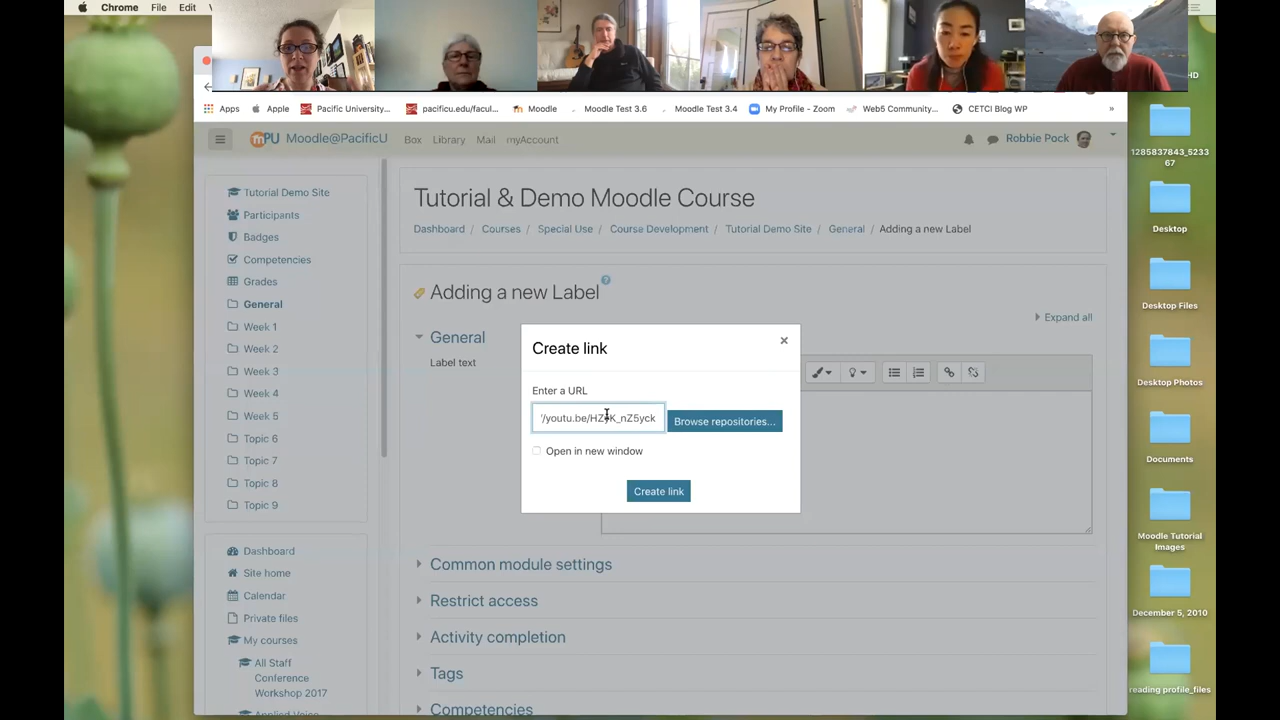 Chrome File Edit
HD
Apps Apple Pacific University... pacificu.edu/facul... Moodle Moodle Test 3.6 Moodle Test 3.4 My Profile - Zoom Web5 Community... CETCI Blog WP »
mPU Moodle@PacificU Box Library Mail myAccount Robbie Pock
1285837843_5233
67
Tutorial Demo Site
Participants
Badges
Competencies
Grades
General
Week 1
Week 2
Week 3
Week 4
Week 5
Topic 6
Topic 7
Topic 8
Topic 9
Dashboard
Site home
Calendar
Private files
My courses
All Staff
Conference
Workshop 2017
Applied Voice
Tutorial & Demo Moodle Course
Dashboard / Courses / Special Use / Course Development / Tutorial Demo Site / General / Adding a new Label
Adding a new Label ?
Expand all
General
Label text
Create link ×
Enter a URL
Browse repositories...
Open in new window
Create link
Common module settings
Restrict access
Activity completion
Tags
Competencies
Desktop
Desktop Files
Desktop Photos
Documents
Moodle Tutorial
Images
December 5, 2010
reading profile_files